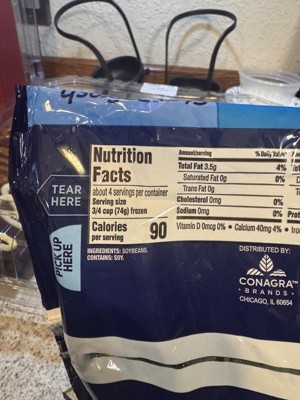 Nutrition
Facts
about 4 servings per container
Serving size
3/4 cup (74g) frozen
Calories
per serving
90
Amount/serving % Daily Value
Total Fat 3.5g 4%
Saturated Fat 0g 0%
Trans Fat 0g
Cholesterol 0mg 0%
Sodium 0mg 0%
Vitamin D 0mcg 0% • Calcium 40mg 4% •
INGREDIENTS: SOYBEANS.
CONTAINS: SOY.
TEAR
HERE
PICK UP
HERE
DISTRIBUTED BY:
CONAGRA
BRANDS
CHICAGO, IL 60654